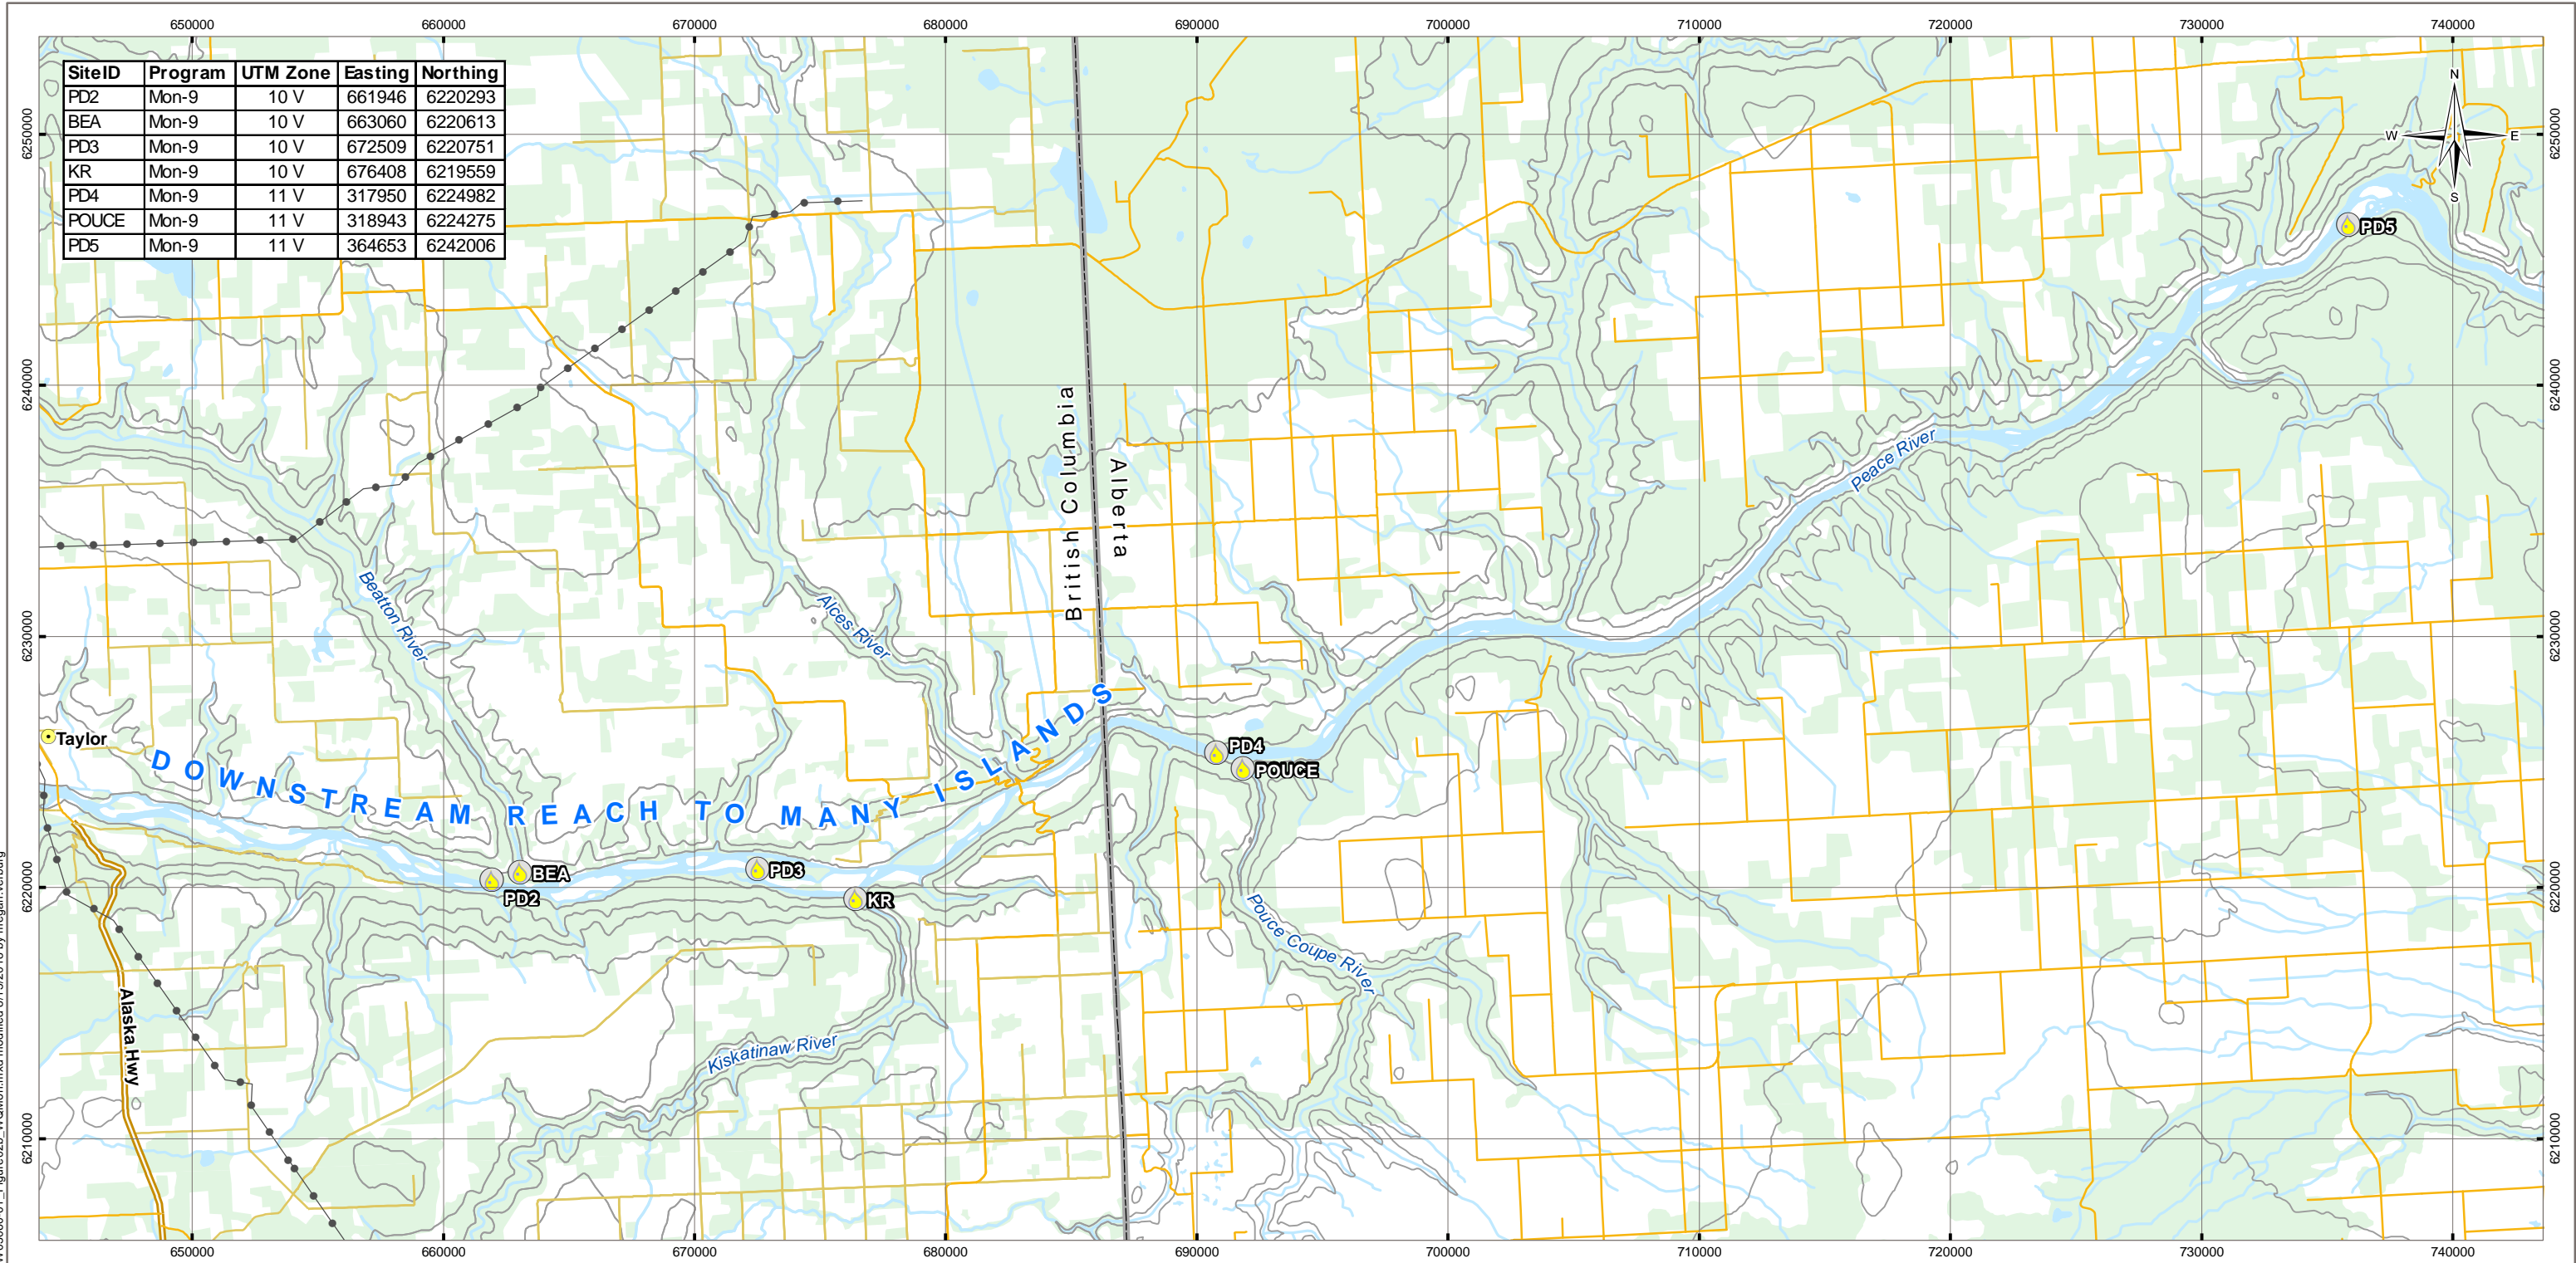 650000 660000 670000 680000 690000 700000 710000 720000 730000 740000
SiteID Program UTM Zone Easting Northing
PD2 Mon-9 10 V 661946 6220293
BEA Mon-9 10 V 663060 6220613
PD3 Mon-9 10 V 672509 6220751
KR Mon-9 10 V 676408 6219559
PD4 Mon-9 11 V 317950 6224982
POUCE Mon-9 11 V 318943 6224275
PD5 Mon-9 11 V 364653 6242006
N
W E
S
6250000 6250000
PD5
6240000 6240000
British Columbia
Alberta
Peace River
Beatton River
Alces River
6230000 6230000
Taylor
DOWNSTREAM REACH TO MANY ISLANDS
PD4
POUCE
BEA
PD2
PD3
KR
6220000 6220000
Pouce Coupe River
Alaska Hwy
Kiskatinaw River
6210000 6210000
650000 660000 670000 680000 690000 700000 710000 720000 730000 740000